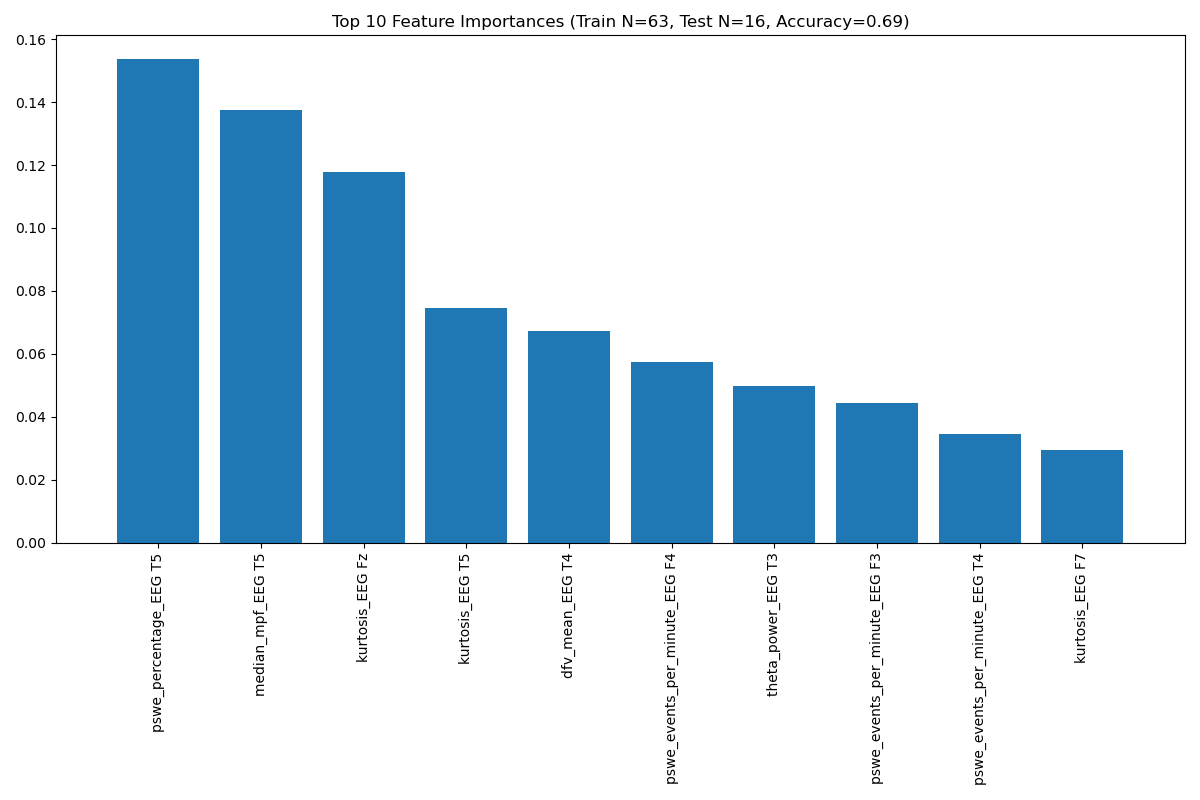 Top 10 Feature Importances (Train N=63, Test N=16, Accuracy=0.69)
0.16
0.14
0.12
0.10
0.08
0.06
0.04
0.02
0.00
pswe_percentage_EEG T5
median_mpf_EEG T5
kurtosis_EEG Fz
kurtosis_EEG T5
dfv_mean_EEG T4
pswe_events_per_minute_EEG F4
theta_power_EEG T3
pswe_events_per_minute_EEG F3
pswe_events_per_minute_EEG T4
kurtosis_EEG F7